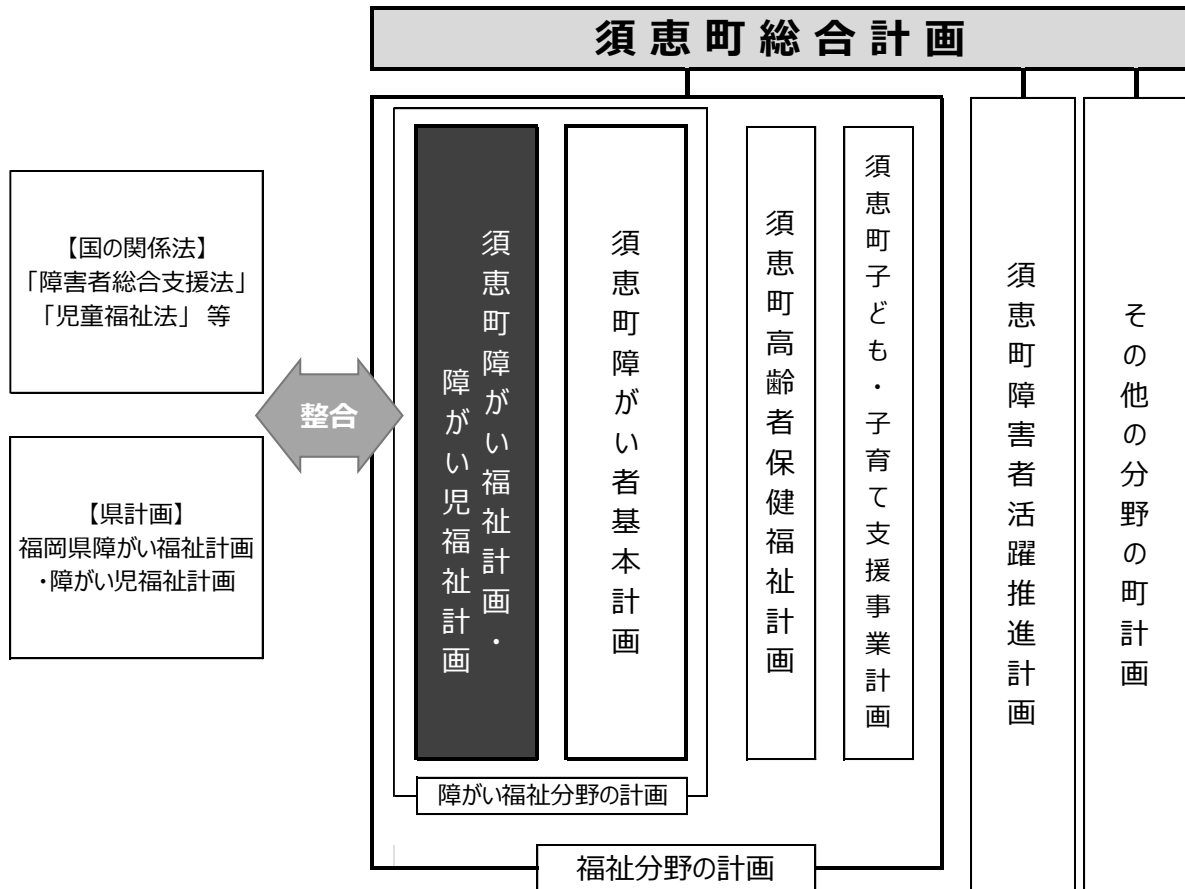 須恵町総合計画
【国の関係法】
「障害者総合支援法」
「児童福祉法」 等
整合
【県計画】
福岡県障がい福祉計画
・障がい児福祉計画
須恵町障がい福祉計画・
障がい児福祉計画
須恵町障がい者基本計画
須恵町高齢者保健福祉計画
須恵町子ども・子育て支援事業計画
須恵町障害者活躍推進計画
その他の分野の町計画
障がい福祉分野の計画
福祉分野の計画